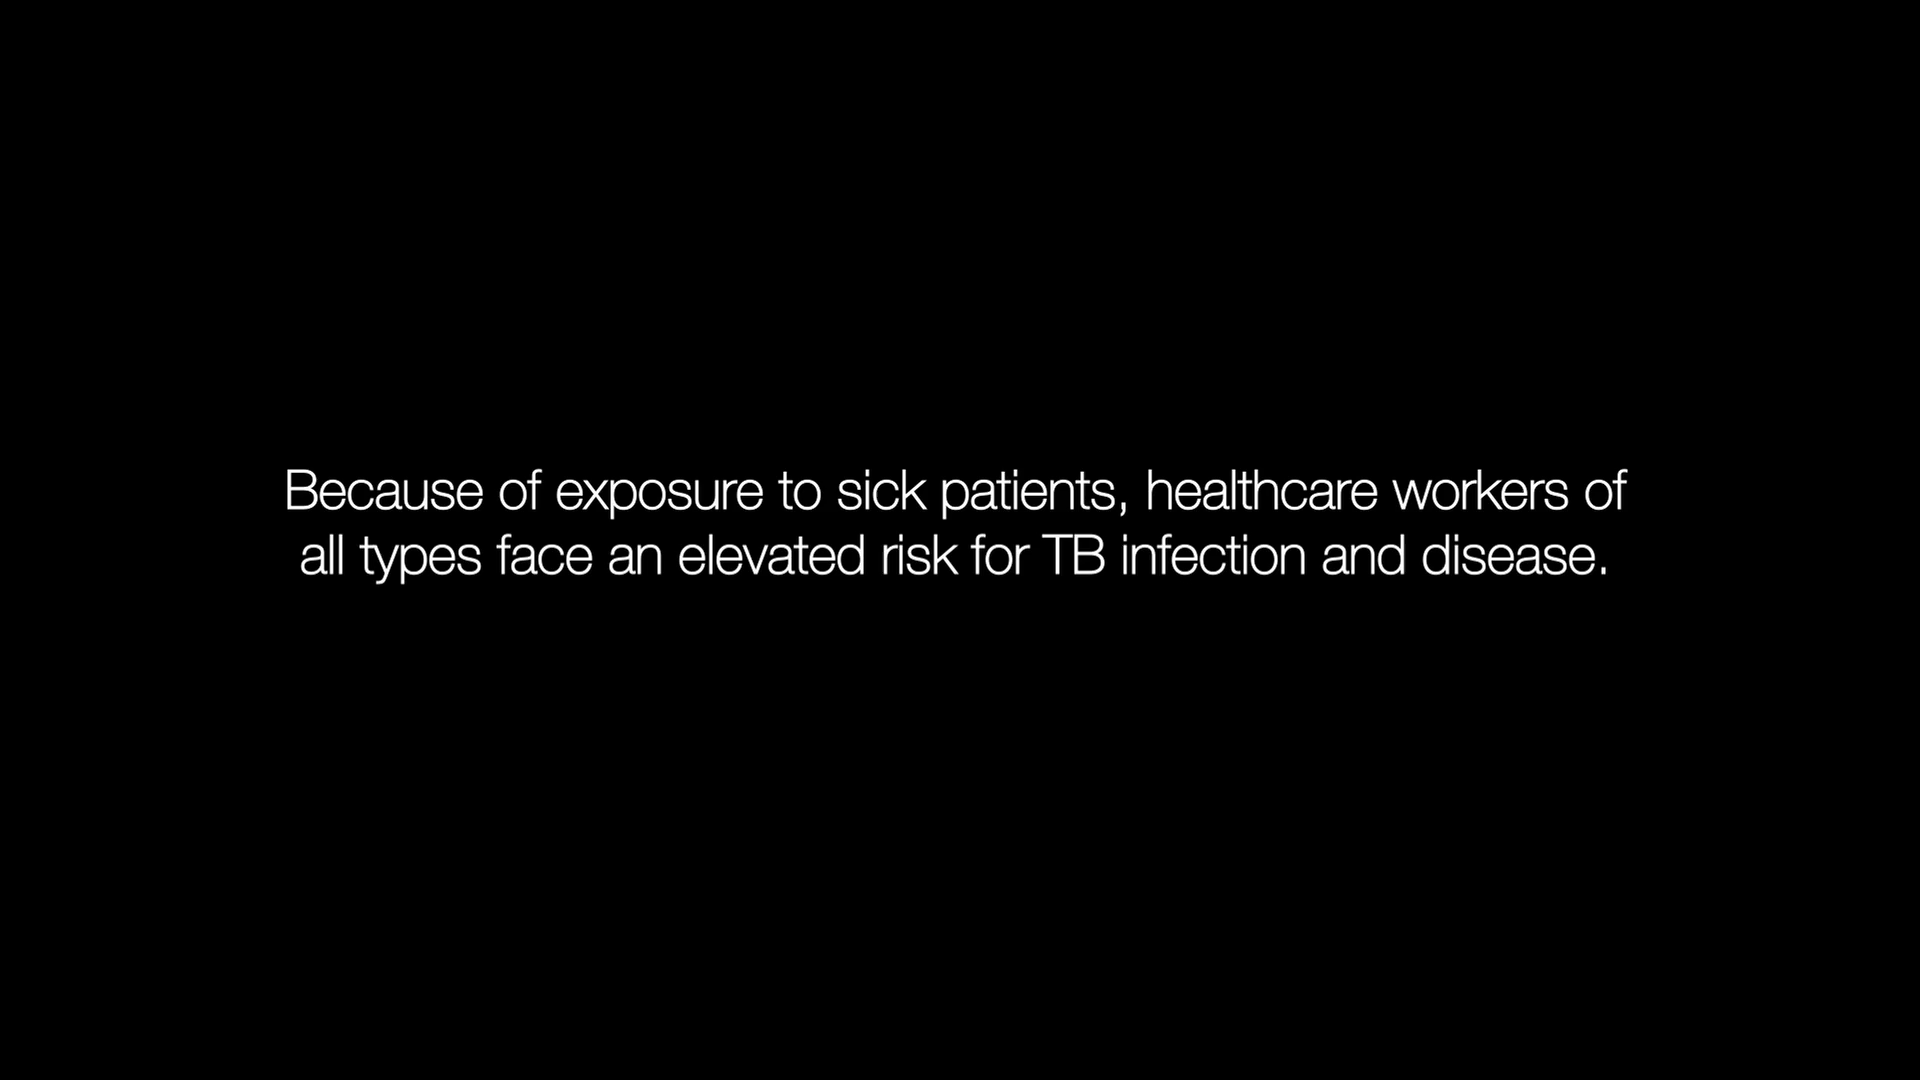 Because of exposure to sick patients, healthcare workers of
all types face an elevated risk for TB infection and disease.